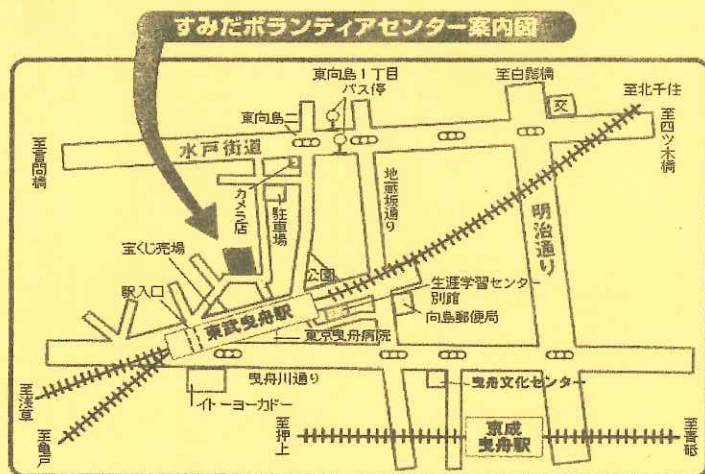 すみだボランティアセンター案内図
東向島1丁目
バス停
至白髭橋
至北千住
東向島二
交
至四ツ木橋
至言問橋
水戸街道
カメラ店
駐車場
地蔵坂通り
明治通り
宝くじ売場
公園
駅入口
生涯学習センター
別館
東武曳舟駅
向島郵便局
東京曳舟病院
至浅草
曳舟川通り
曳舟文化センター
イトーヨーカドー
至亀戸
至押上
京成
曳舟駅
至青砥